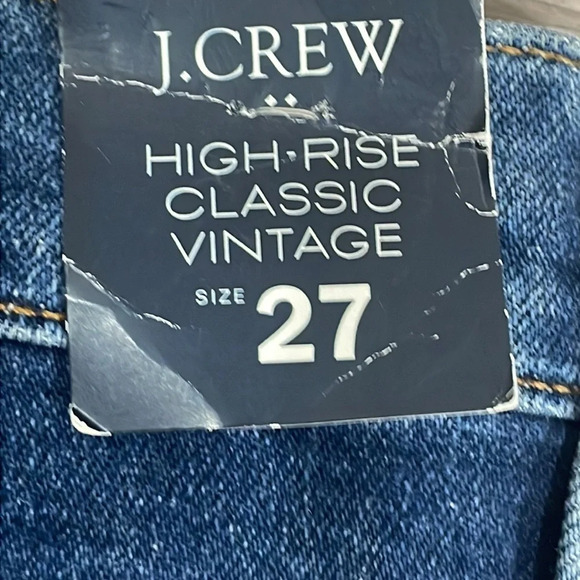 J.CREW
HIGH-RISE
CLASSIC
VINTAGE
SIZE 27